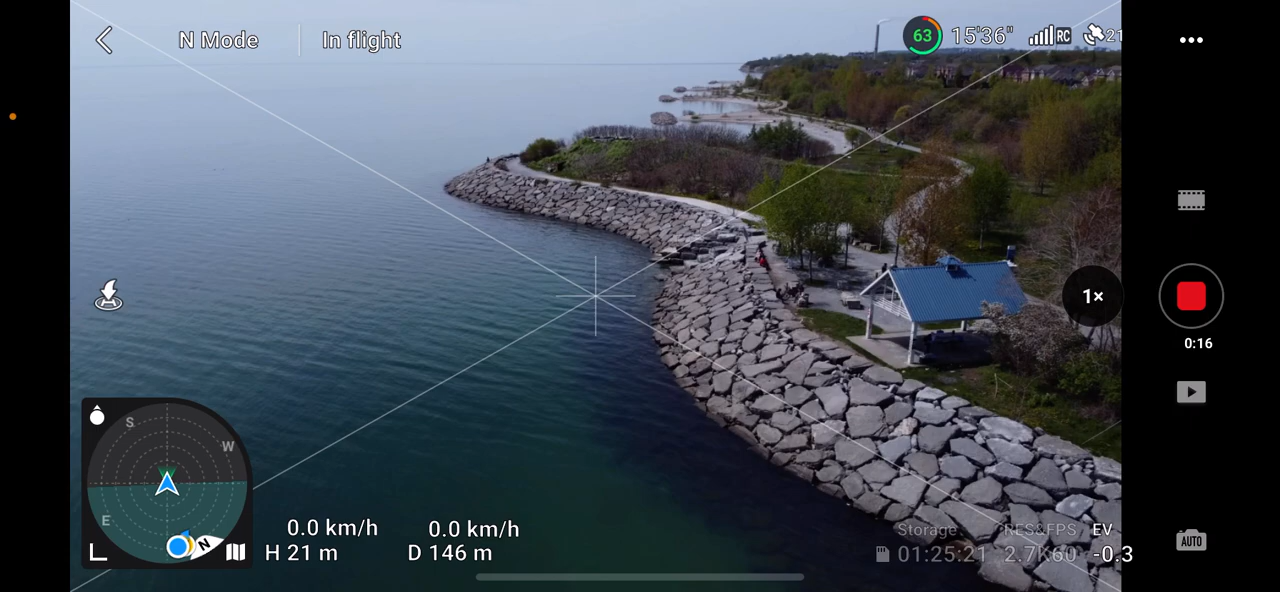 N Mode
In flight
63
15'36"
RC
21
1×
0:16
S
W
E
N
0.0 km/h
0.0 km/h
H 21 m
D 146 m
Storage
RES&FPS
EV
01:25:21
2.7K60
-0.3
AUTO